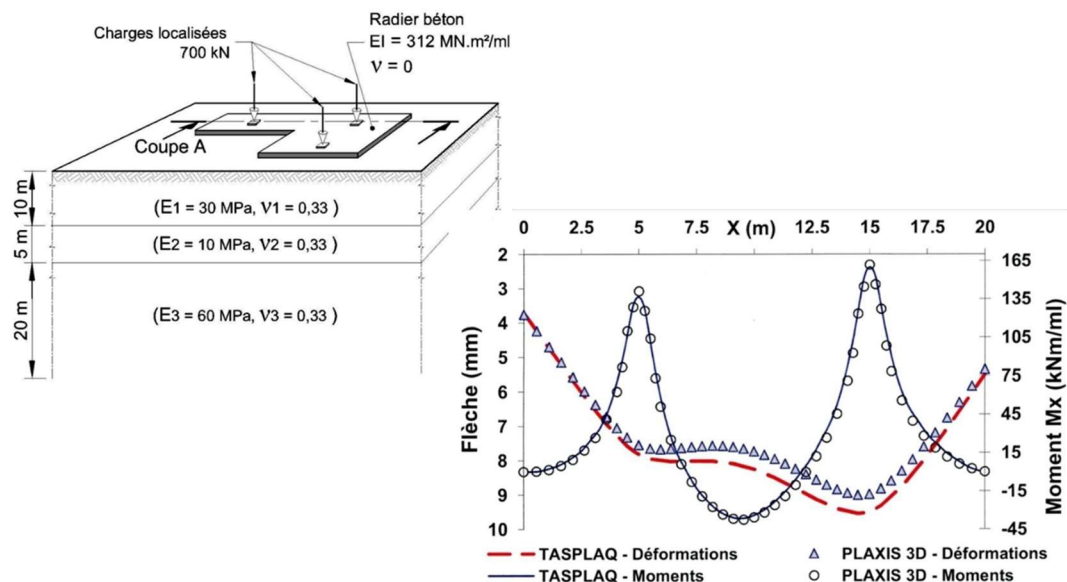 Charges localisées
700 kN
Radier béton
EI = 312 MN.m²/ml
ν = 0
Coupe A
10 m
(E1 = 30 MPa, ν1 = 0,33 )
5 m
(E2 = 10 MPa, ν2 = 0,33 )
20 m
(E3 = 60 MPa, ν3 = 0,33 )
0 2.5 5 7.5 X (m) 12.5 15 17.5 20
2
3
4
5
6
7
8
9
10
Flèche (mm)
165
135
105
75
45
15
-15
-45
Moment Mx (kNm/ml)
TASPLAQ - Déformations
PLAXIS 3D - Déformations
TASPLAQ - Moments
PLAXIS 3D - Moments